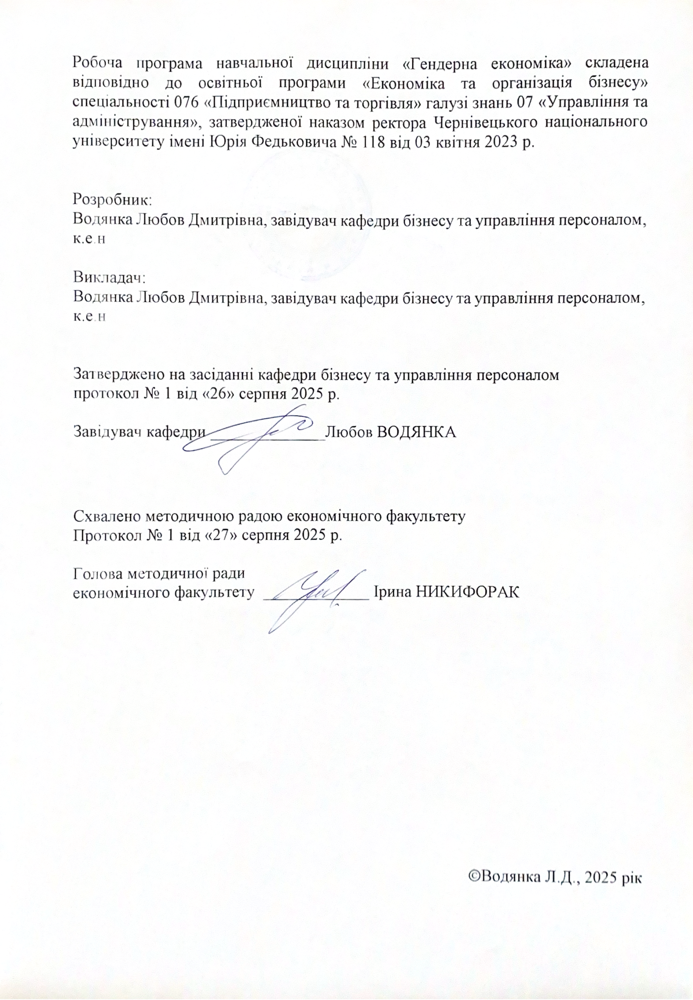 Робоча програма навчальної дисципліни «Гендерна економіка» складена
відповідно до освітньої програми «Економіка та організація бізнесу»
спеціальності 076 «Підприємництво та торгівля» галузі знань 07 «Управління та
адміністрування», затвердженої наказом ректора Чернівецького національного
університету імені Юрія Федьковича № 118 від 03 квітня 2023 р.
Розробник:
Водянка Любов Дмитрівна, завідувач кафедри бізнесу та управління персоналом,
к.е.н
Викладач:
Водянка Любов Дмитрівна, завідувач кафедри бізнесу та управління персоналом,
к.е.н
Затверджено на засіданні кафедри бізнесу та управління персоналом
протокол № 1 від «26» серпня 2025 р.
Завідувач кафедри ______________Любов ВОДЯНКА
Схвалено методичною радою економічного факультету
Протокол № 1 від «27» серпня 2025 р.
Голова методичної ради
економічного факультету _____________ Ірина НИКИФОРАК
©Водянка Л.Д., 2025 рік